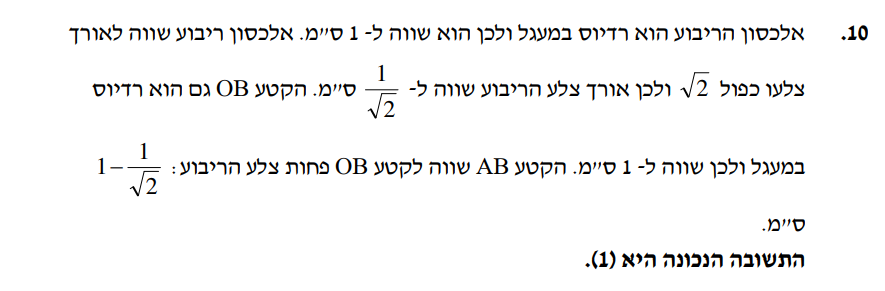 10. אלכסון הריבוע הוא רדיוס במעגל ולכן הוא שווה ל- 1 ס״מ. אלכסון ריבוע שווה לאורך
צלעו כפול √2 ולכן אורך צלע הריבוע שווה ל- 1/√2 ס״מ. הקטע OB גם הוא רדיוס
במעגל ולכן שווה ל- 1 ס״מ. הקטע AB שווה לקטע OB פחות צלע הריבוע: 1−1/√2
ס״מ.
התשובה הנכונה היא (1).